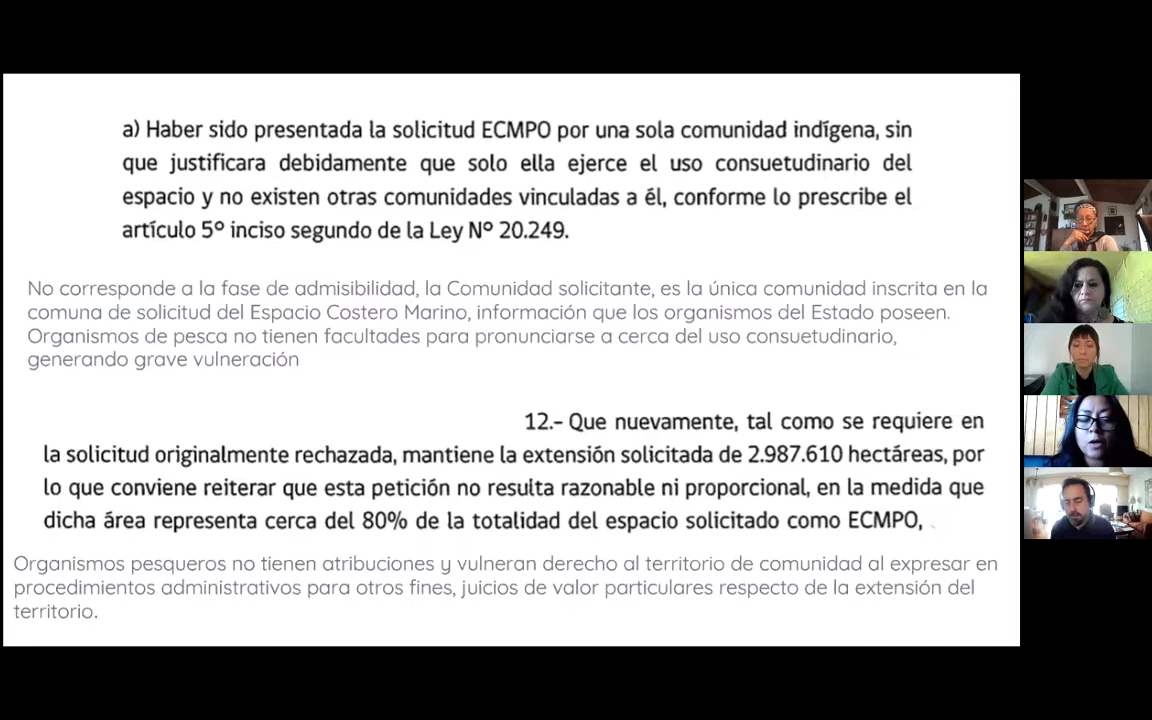 a) Haber sido presentada la solicitud ECMPO por una sola comunidad indígena, sin
que justificara debidamente que solo ella ejerce el uso consuetudinario del
espacio y no existen otras comunidades vinculadas a él, conforme lo prescribe el
artículo 5º inciso segundo de la Ley Nº 20.249.
No corresponde a la fase de admisibilidad, la Comunidad solicitante, es la única comunidad inscrita en la
comuna de solicitud del Espacio Costero Marino, información que los organismos del Estado poseen.
Organismos de pesca no tienen facultades para pronunciarse a cerca del uso consuetudinario,
generando grave vulneración
12.- Que nuevamente, tal como se requiere en
la solicitud originalmente rechazada, mantiene la extensión solicitada de 2.987.610 hectáreas, por
lo que conviene reiterar que esta petición no resulta razonable ni proporcional, en la medida que
dicha área representa cerca del 80% de la totalidad del espacio solicitado como ECMPO,
Organismos pesqueros no tienen atribuciones y vulneran derecho al territorio de comunidad al expresar en
procedimientos administrativos para otros fines, juicios de valor particulares respecto de la extensión del
territorio.